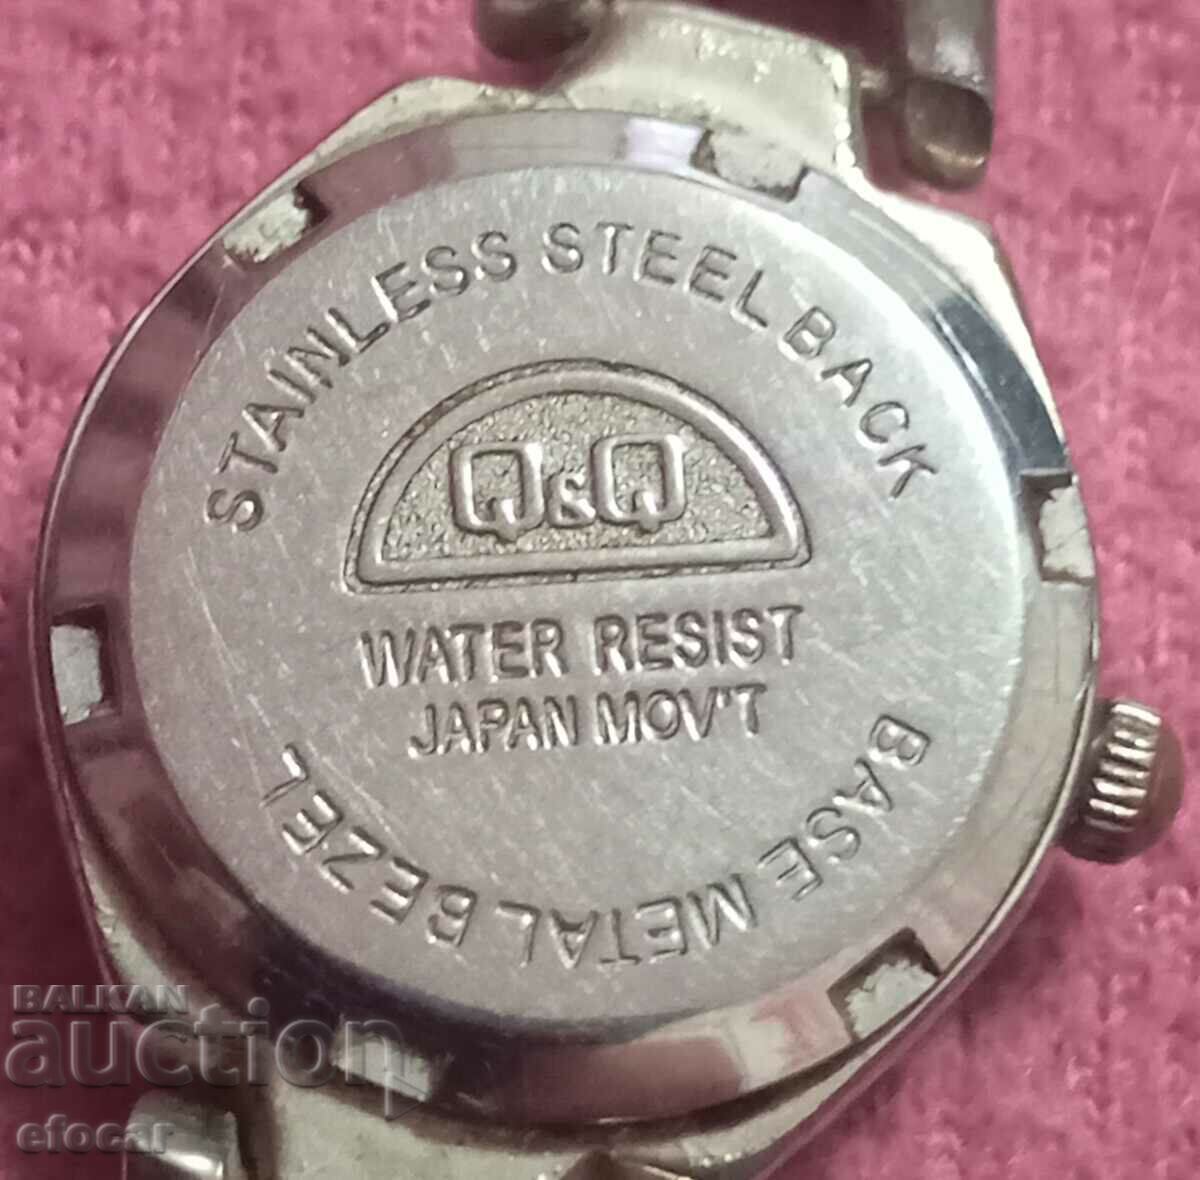 STAINLESS STEEL BACK
Q&Q
WATER RESIST
JAPAN MOV'T
BASE METAL BEZEL
BALKAN
auction
efocar